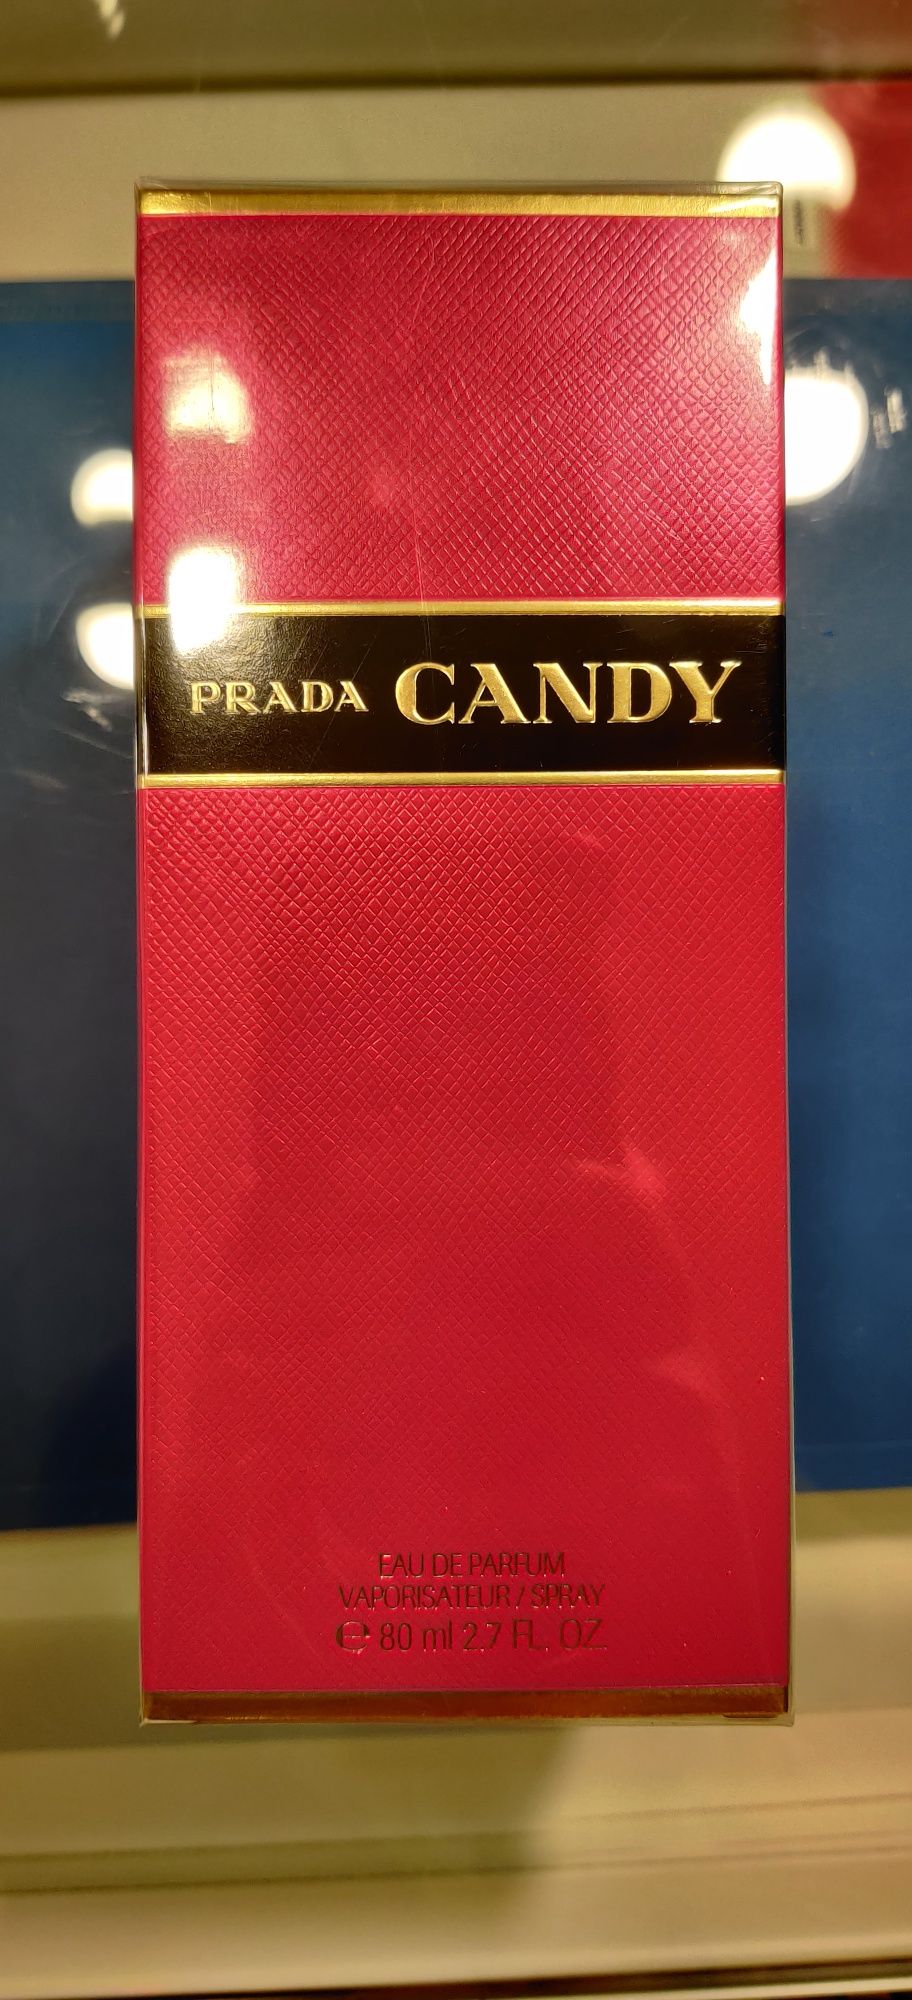 PRADA CANDY
EAU DE PARFUM
VAPORISATEUR / SPRAY
℮ 80 ml 2.7 FL. OZ.